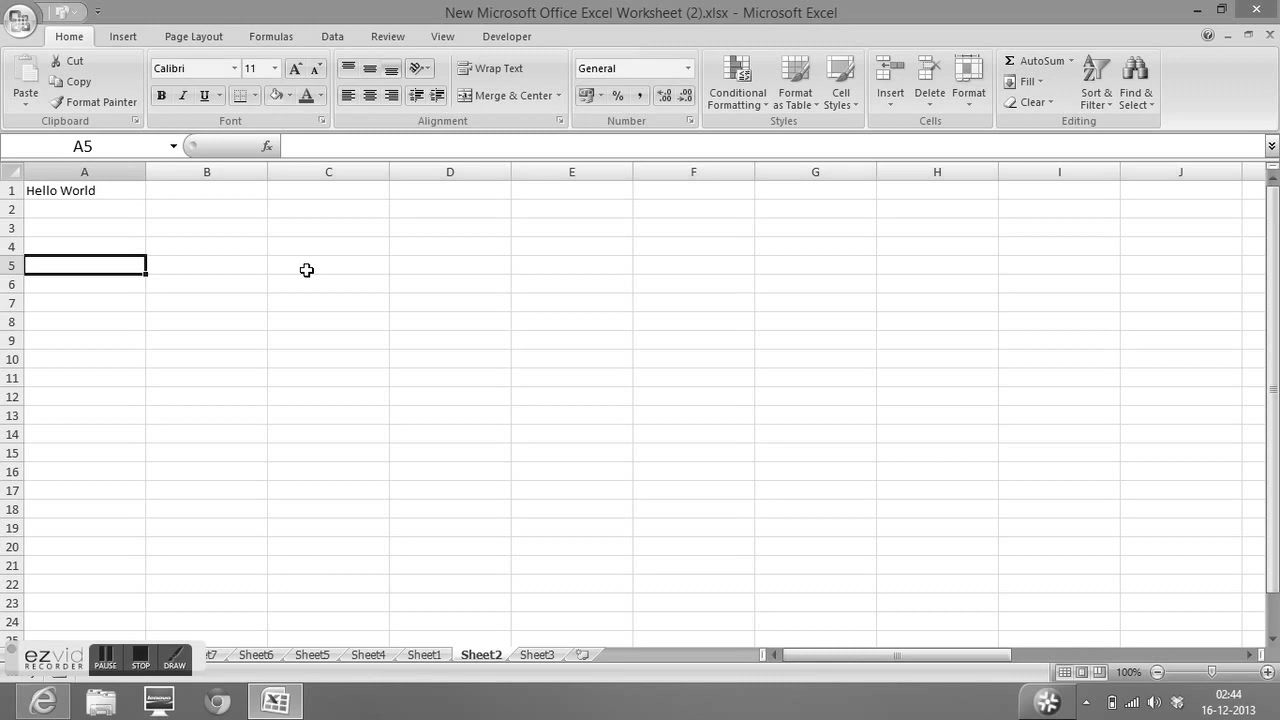 New Microsoft Office Excel Worksheet (2).xlsx - Microsoft Excel
Home Insert Page Layout Formulas Data Review View Developer
Cut
Copy
Format Painter
Paste
Clipboard
Calibri 11
B I U
Font
Wrap Text
Merge & Center
Alignment
General
% ,
Number
Conditional Formatting
Format as Table
Cell Styles
Styles
Insert Delete Format
Cells
Σ AutoSum
Fill
Clear
Sort & Filter
Find & Select
Editing
A5 fx
A B C D E F G H I J
1 Hello World
2
3
4
5
6
7
8
9
10
11
12
13
14
15
16
17
18
19
20
21
22
23
24
25
ezvid RECORDER PAUSE STOP DRAW
Sheet6 Sheet5 Sheet4 Sheet1 Sheet2 Sheet3
100%
02:44
16-12-2013